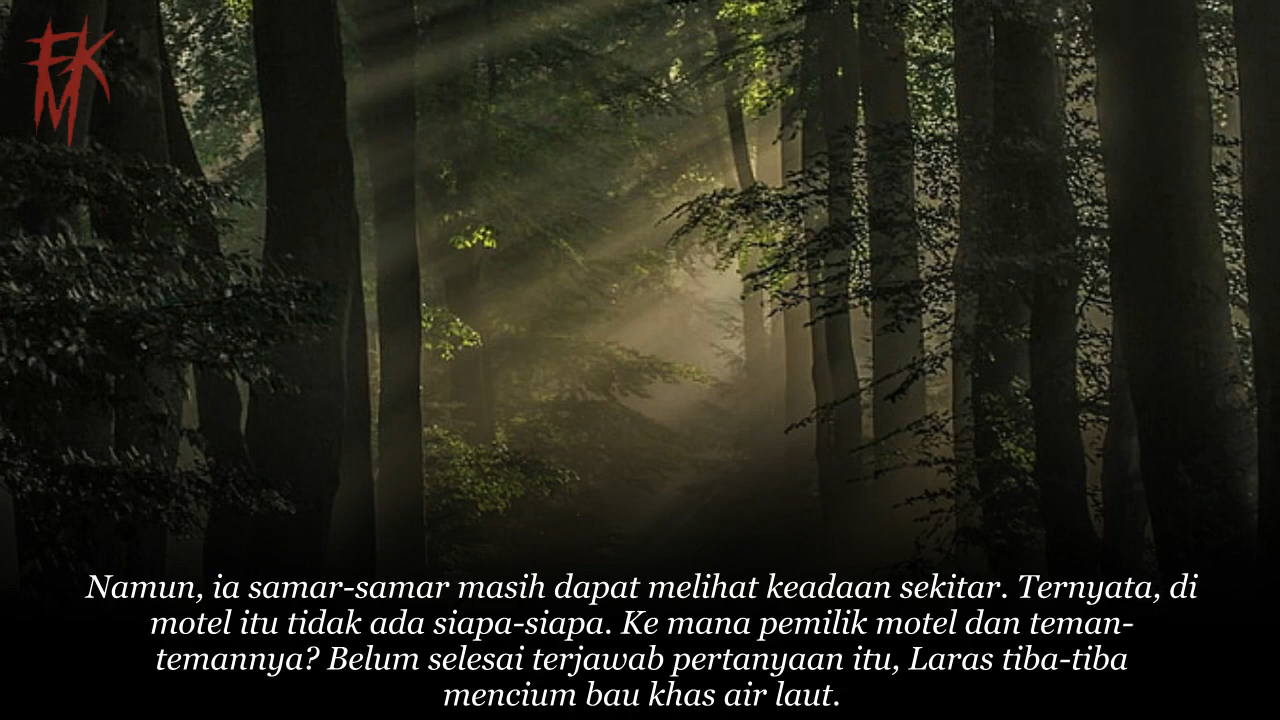 FKM
Namun, ia samar-samar masih dapat melihat keadaan sekitar. Ternyata, di
motel itu tidak ada siapa-siapa. Ke mana pemilik motel dan teman-
temannya? Belum selesai terjawab pertanyaan itu, Laras tiba-tiba
mencium bau khas air laut.